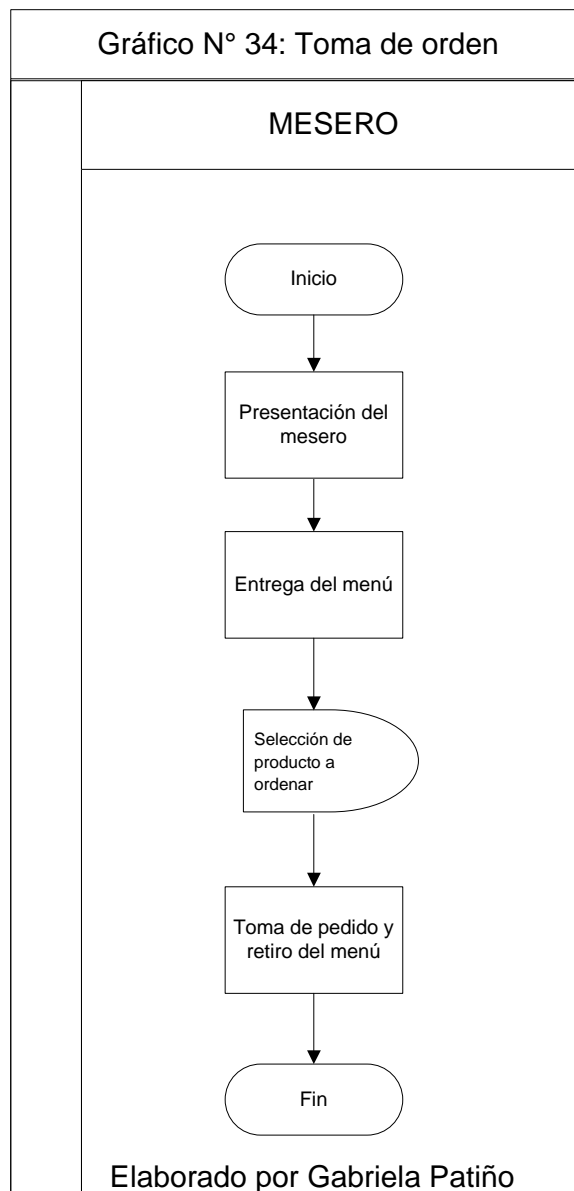 Gráfico N° 34: Toma de orden
MESERO
Inicio
Presentación del
mesero
Entrega del menú
Selección de
producto a
ordenar
Toma de pedido y
retiro del menú
Fin
Elaborado por Gabriela Patiño